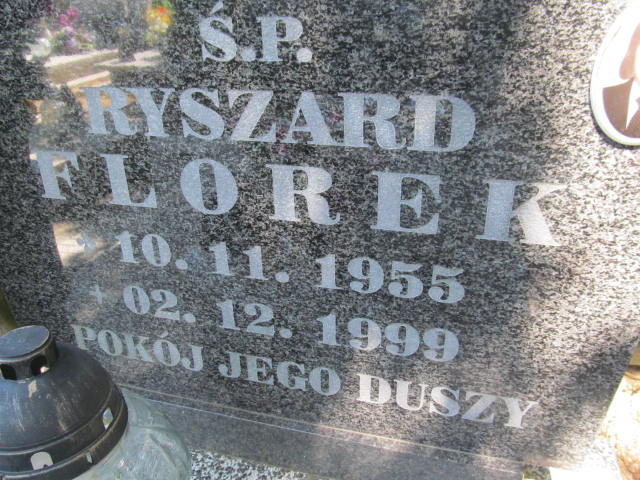 Ś.P.
RYSZARD
FLOREK
* 10. 11. 1955
+ 02. 12. 1999
POKÓJ JEGO DUSZY